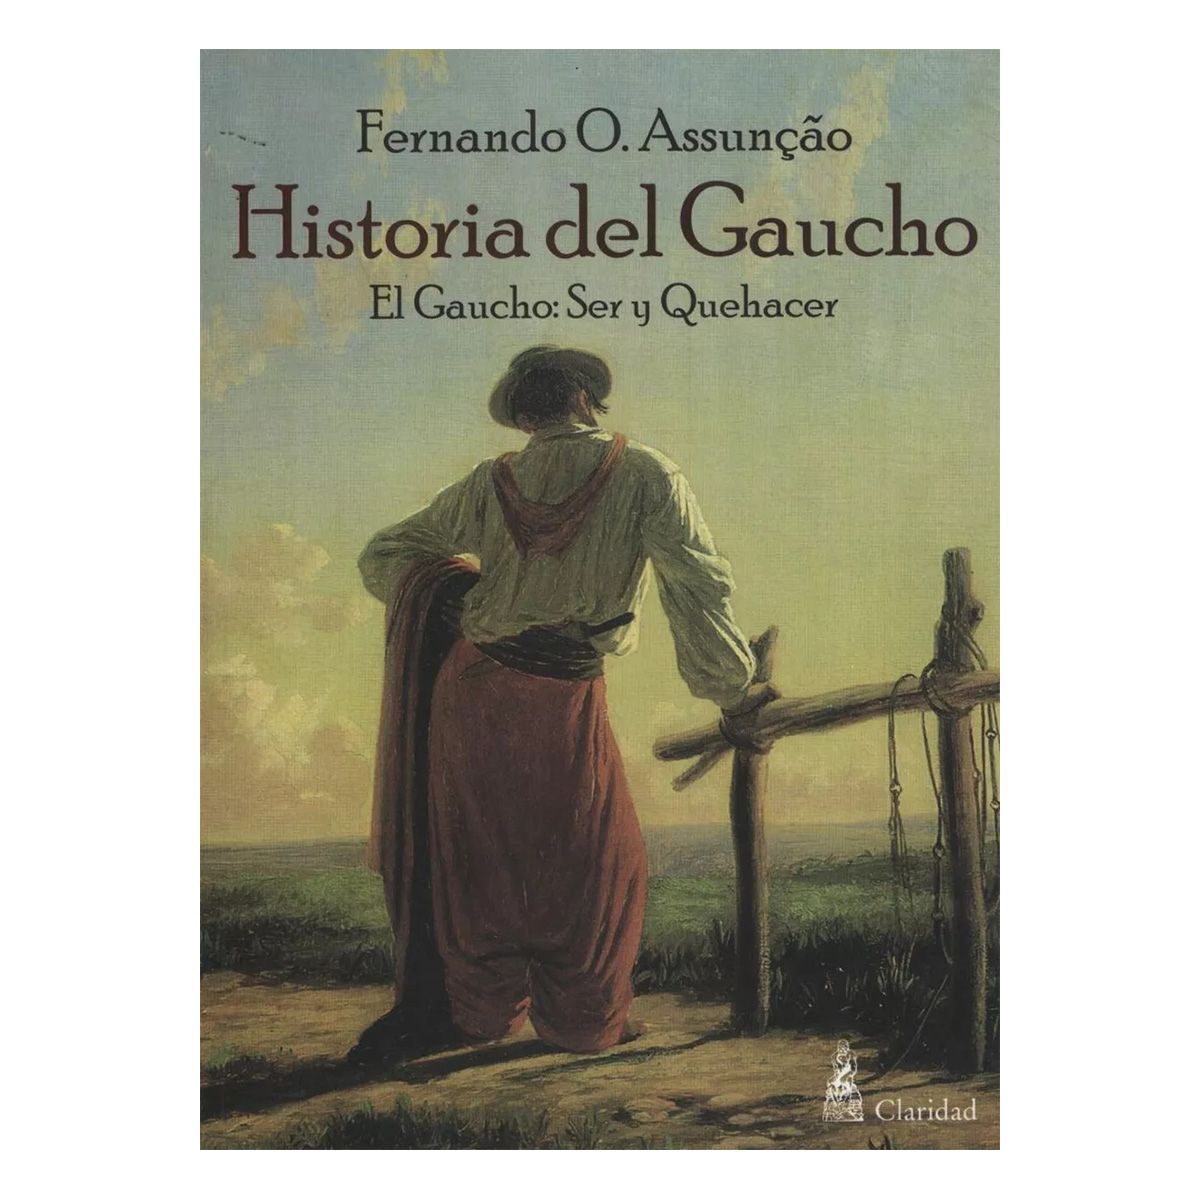 Fernando O. Assunção
Historia del Gaucho
El Gaucho: Ser y Quehacer
Claridad